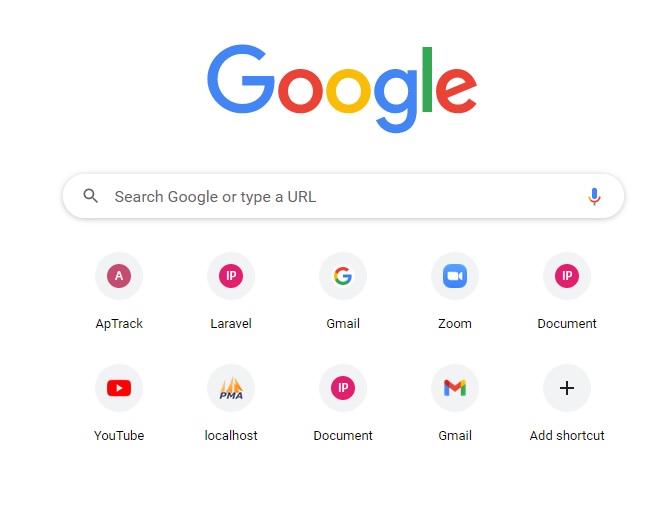 Google
Search Google or type a URL
A
IP
G
IP
ApTrack
Laravel
Gmail
Zoom
Document
PMA
IP
M
YouTube
localhost
Document
Gmail
Add shortcut